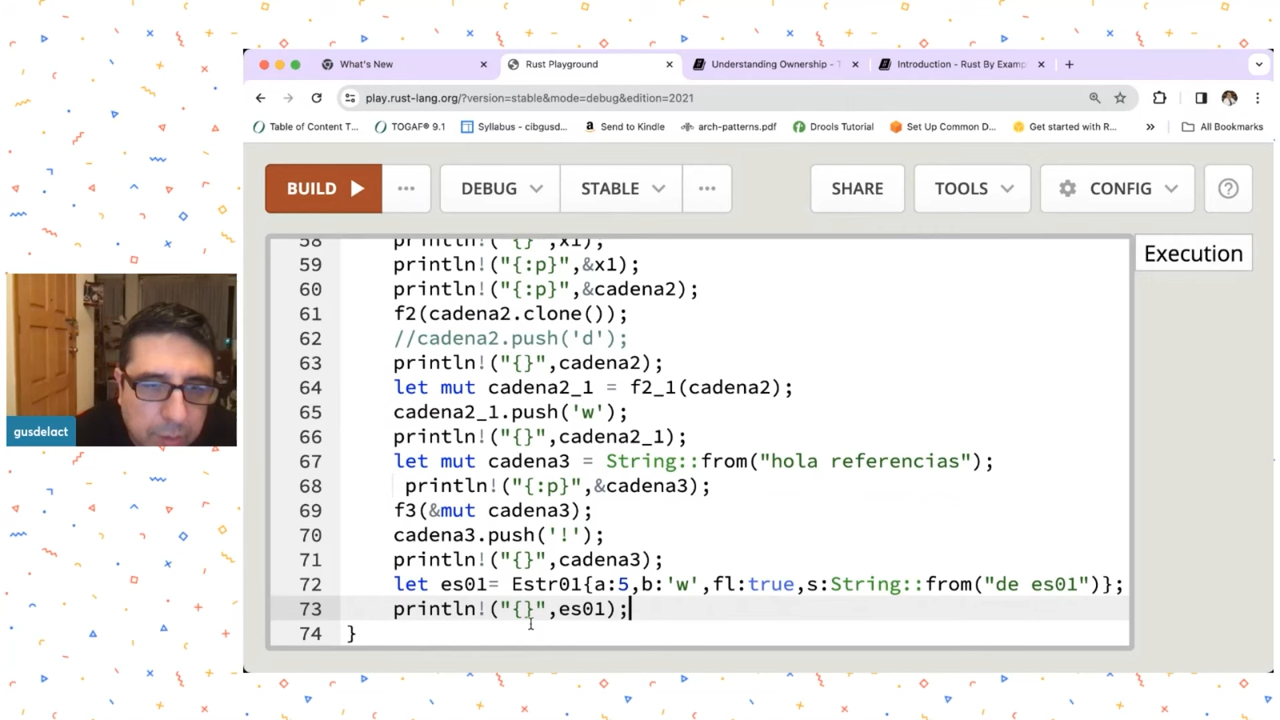 What's New
Rust Playground
Understanding Ownership - T
Introduction - Rust By Examp
play.rust-lang.org/?version=stable&mode=debug&edition=2021
Table of Content T...
TOGAF® 9.1
Syllabus - cibgusd...
Send to Kindle
arch-patterns.pdf
Drools Tutorial
Set Up Common D...
Get started with R...
»
All Bookmarks
BUILD
...
DEBUG
STABLE
...
SHARE
TOOLS
CONFIG
Execution
58 println!("{}",x1);
59 println!("{:p}",&x1);
60 println!("{:p}",&cadena2);
61 f2(cadena2.clone());
62 //cadena2.push('d');
63 println!("{}",cadena2);
64 let mut cadena2_1 = f2_1(cadena2);
65 cadena2_1.push('w');
66 println!("{}",cadena2_1);
67 let mut cadena3 = String::from("hola referencias");
68 println!("{:p}",&cadena3);
69 f3(&mut cadena3);
70 cadena3.push('!');
71 println!("{}",cadena3);
72 let es01= Estr01{a:5,b:'w',fl:true,s:String::from("de es01")};
73 println!("{}",es01);
74 }
gusdelact